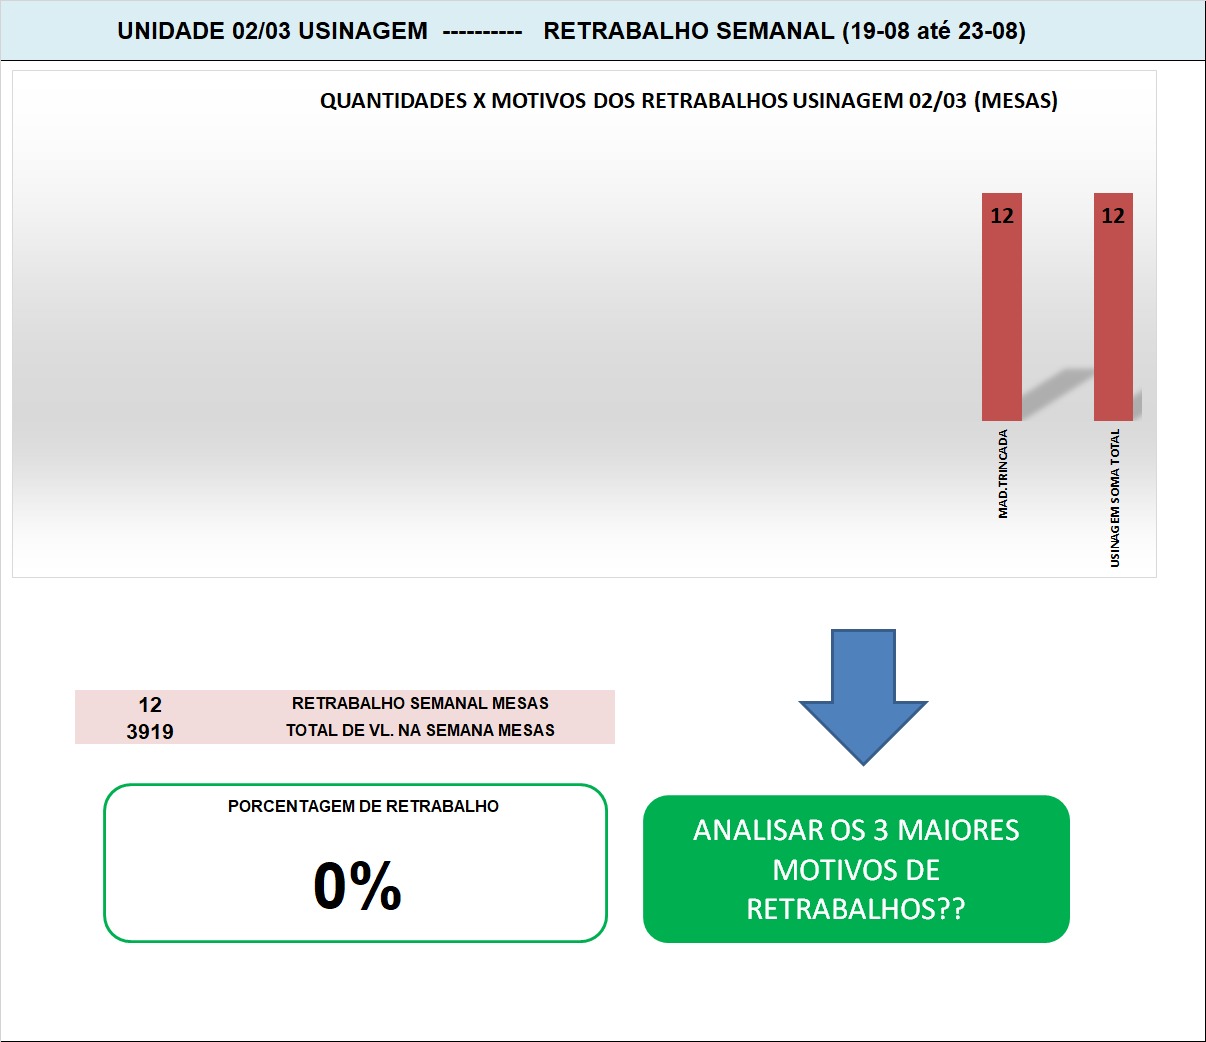 UNIDADE 02/03 USINAGEM ---------- RETRABALHO SEMANAL (19-08 até 23-08)
QUANTIDADES X MOTIVOS DOS RETRABALHOS USINAGEM 02/03 (MESAS)
12
12
MAD.TRINCADA
USINAGEM SOMA TOTAL
12 RETRABALHO SEMANAL MESAS
3919 TOTAL DE VL. NA SEMANA MESAS
PORCENTAGEM DE RETRABALHO
0%
ANALISAR OS 3 MAIORES
MOTIVOS DE
RETRABALHOS??